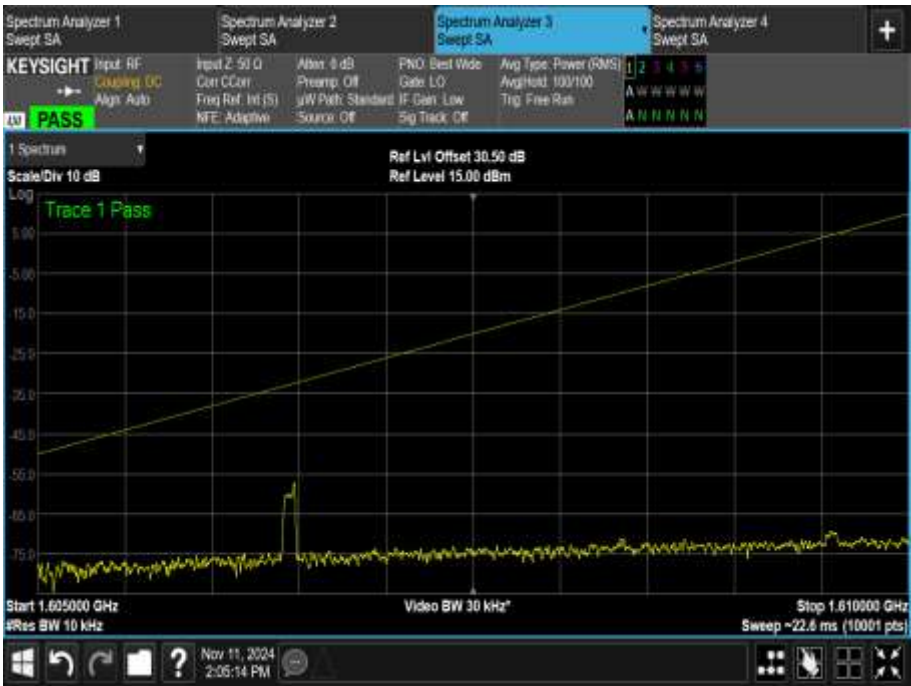 Spectrum Analyzer 1
Swept SA
Spectrum Analyzer 2
Swept SA
Spectrum Analyzer 3
Swept SA
Spectrum Analyzer 4
Swept SA
+
KEYSIGHT
Input: RF
Coupling: DC
Align: Auto
Input Z: 50 Ω
Corr CCorr
Freq Ref: Int (S)
NFE: Adaptive
Atten: 6 dB
Preamp: Off
µW Path: Standard
Source: Off
PNO: Best Wide
Gate: LO
IF Gain: Low
Sig Track: Off
Avg Type: Power (RMS)
Avg|Hold: 100/100
Trig: Free Run
1 2 3 4 5 6
A W W W W W
A N N N N N
LXI PASS
1 Spectrum
Scale/Div 10 dB
Ref Lvl Offset 30.50 dB
Ref Level 15.00 dBm
Log
Trace 1 Pass
5.00
-5.00
-15.0
-25.0
-35.0
-45.0
-55.0
-65.0
-75.0
Start 1.605000 GHz
#Res BW 10 kHz
Video BW 30 kHz*
Stop 1.610000 GHz
Sweep ~22.6 ms (10001 pts)
?
Nov 11, 2024
2:05:14 PM